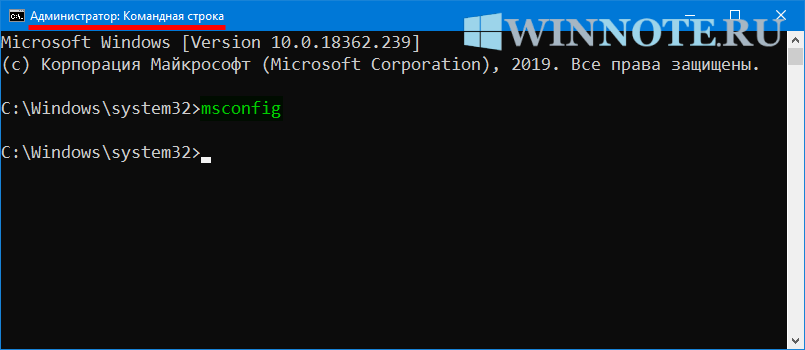 Администратор: Командная строка
WINNOTE.RU
Microsoft Windows [Version 10.0.18362.239]
(c) Корпорация Майкрософт (Microsoft Corporation), 2019. Все права защищены.
C:\Windows\system32>msconfig
C:\Windows\system32>